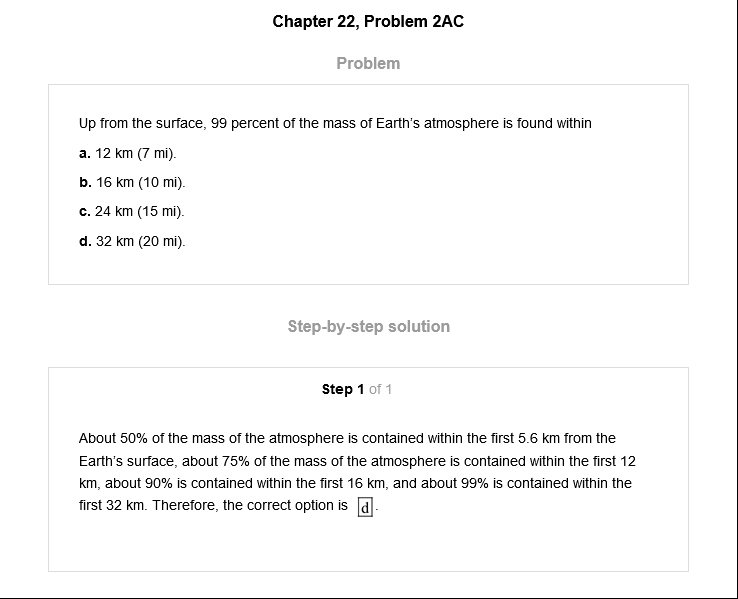 Chapter 22, Problem 2AC
Problem
Up from the surface, 99 percent of the mass of Earth's atmosphere is found within
a. 12 km (7 mi).
b. 16 km (10 mi).
c. 24 km (15 mi).
d. 32 km (20 mi).
Step-by-step solution
Step 1 of 1
About 50% of the mass of the atmosphere is contained within the first 5.6 km from the
Earth's surface, about 75% of the mass of the atmosphere is contained within the first 12
km, about 90% is contained within the first 16 km, and about 99% is contained within the
first 32 km. Therefore, the correct option is d.